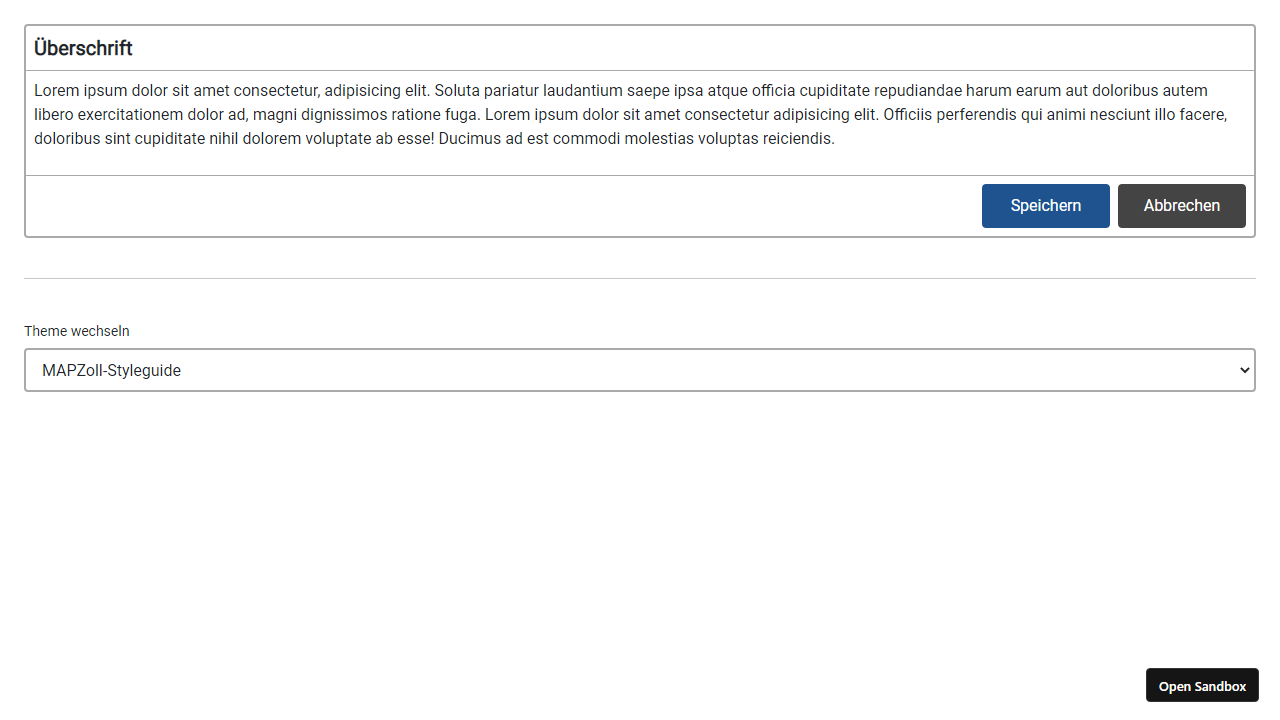 Überschrift
Lorem ipsum dolor sit amet consectetur, adipisicing elit. Soluta pariatur laudantium saepe ipsa atque officia cupiditate repudiandae harum earum aut doloribus autem
libero exercitationem dolor ad, magni dignissimos ratione fuga. Lorem ipsum dolor sit amet consectetur adipisicing elit. Officiis perferendis qui animi nesciunt illo facere,
doloribus sint cupiditate nihil dolorem voluptate ab esse! Ducimus ad est commodi molestias voluptas reiciendis.
Speichern Abbrechen
Theme wechseln
MAPZoll-Styleguide
Open Sandbox